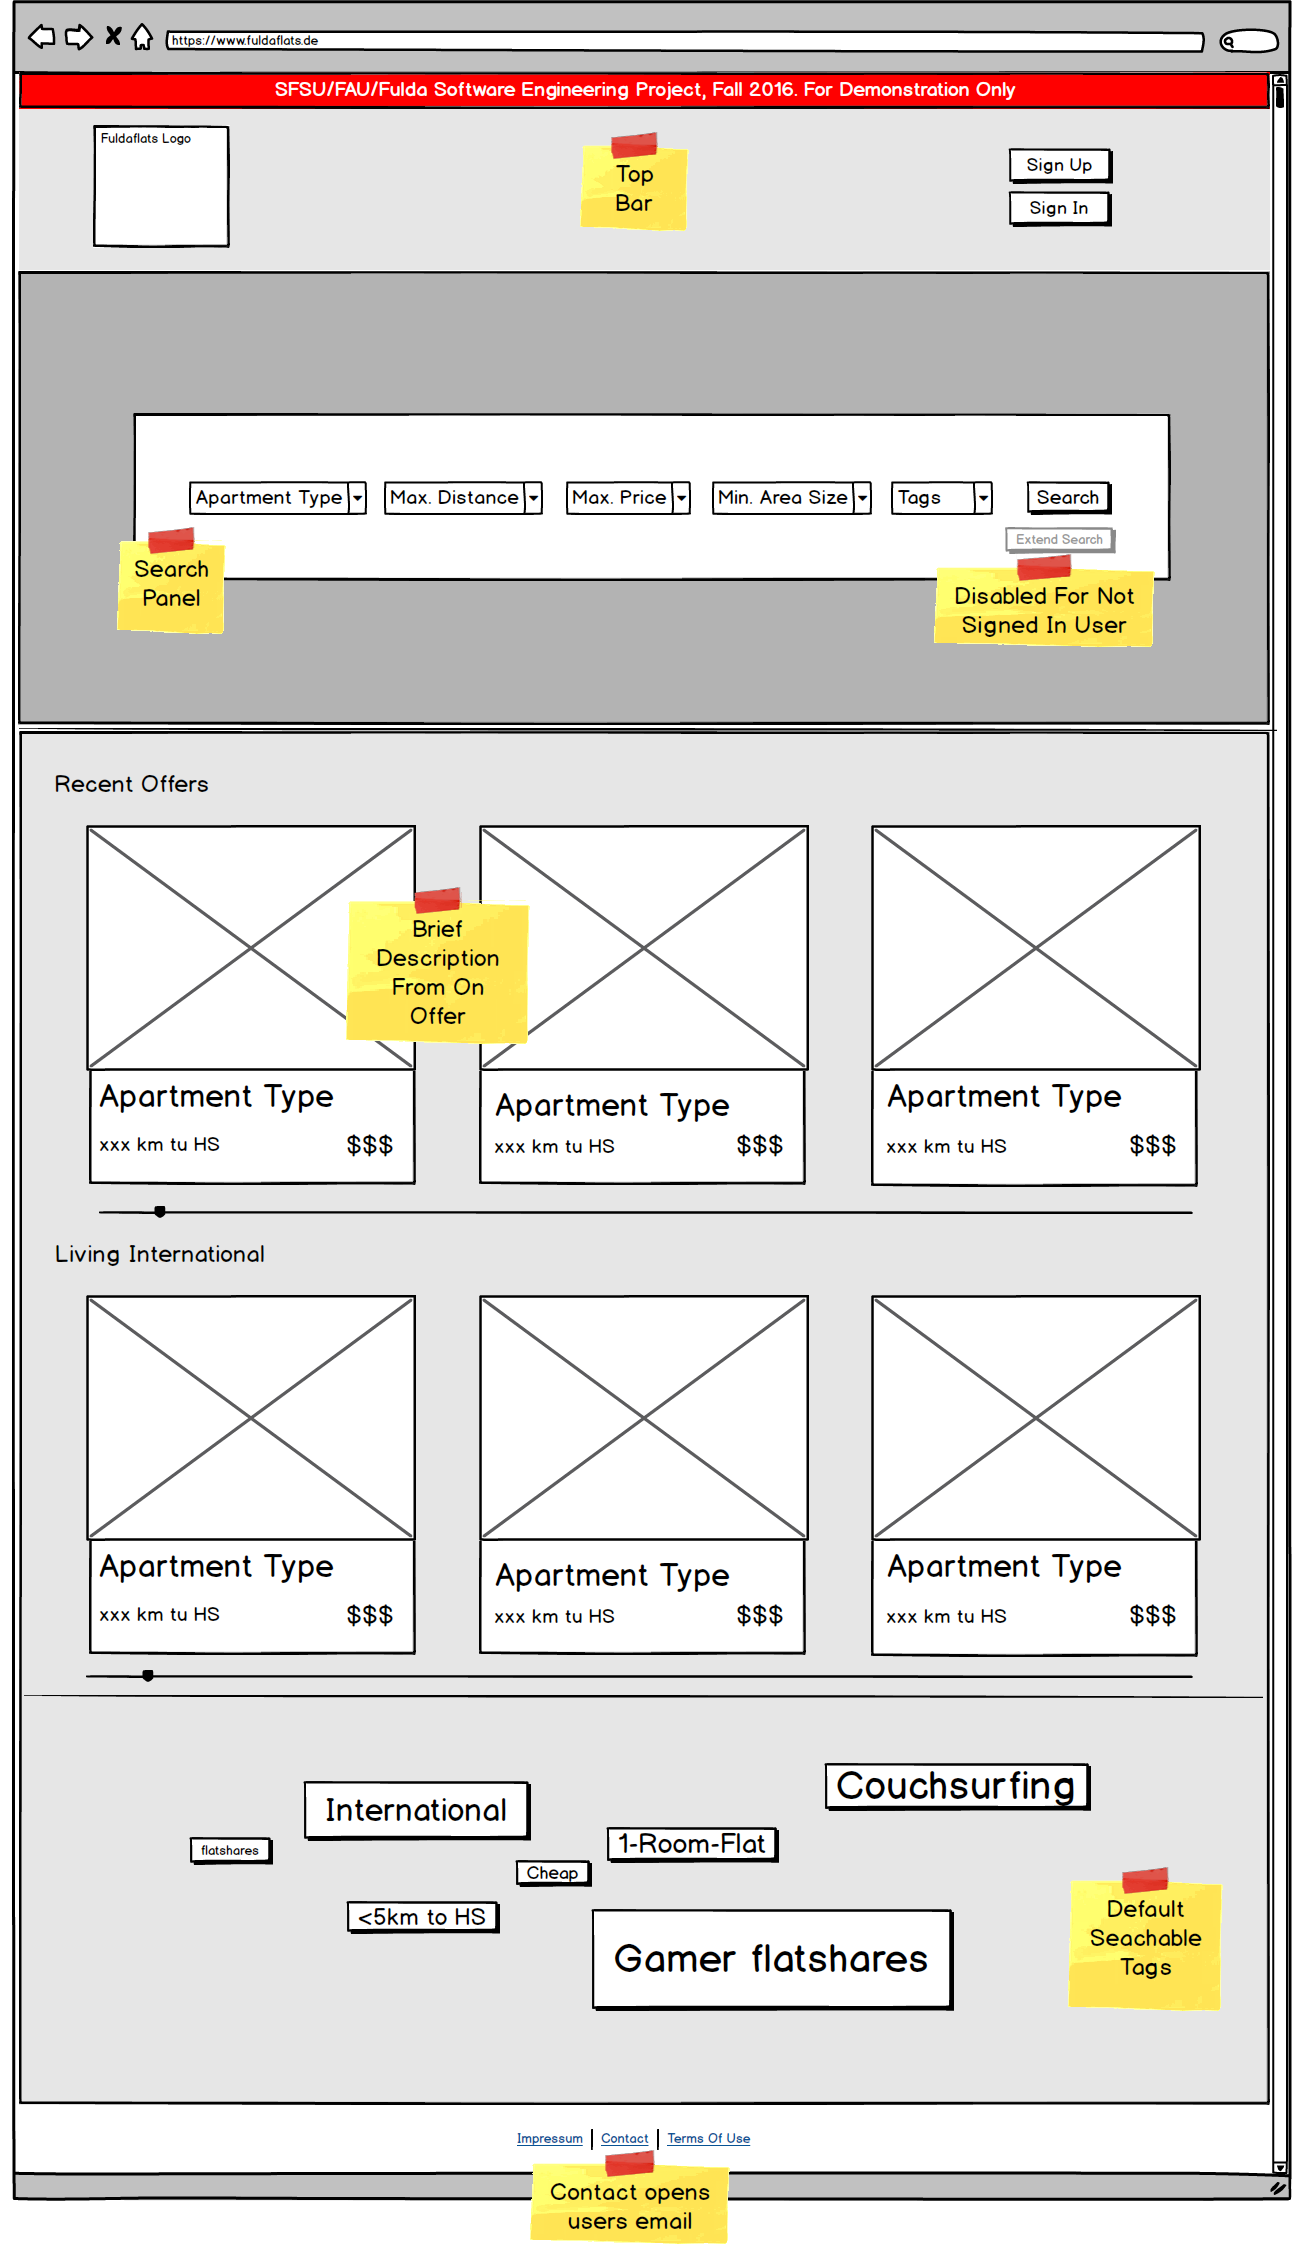 https://www.fuldaflats.de
SFSU/FAU/Fulda Software Engineering Project, Fall 2016. For Demonstration Only
Fuldaflats Logo
Top
Bar
Sign Up
Sign In
Apartment Type
Max. Distance
Max. Price
Min. Area Size
Tags
Search
Extend Search
Search
Panel
Disabled For Not
Signed In User
Recent Offers
Brief
Description
From On
Offer
Apartment Type
xxx km tu HS
$$$
Apartment Type
xxx km tu HS
$$$
Apartment Type
xxx km tu HS
$$$
Living International
Apartment Type
xxx km tu HS
$$$
Apartment Type
xxx km tu HS
$$$
Apartment Type
xxx km tu HS
$$$
Couchsurfing
International
1-Room-Flat
flatshares
Cheap
<5km to HS
Gamer flatshares
Default
Seachable
Tags
Impressum
Contact
Terms Of Use
Contact opens
users email